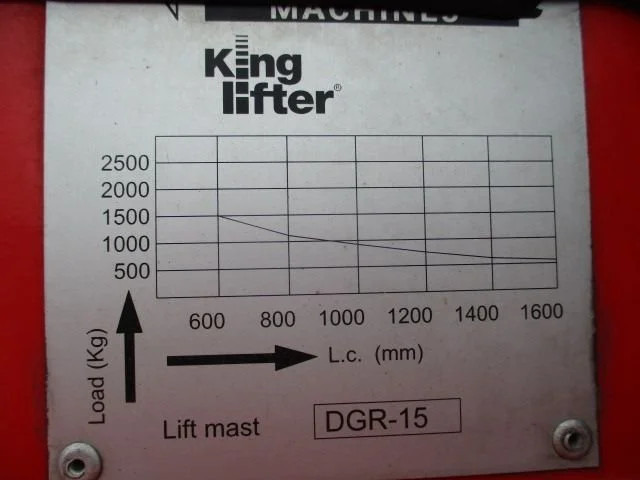 MACHINES
King
lifter®
2500
2000
1500
1000
500
600 800 1000 1200 1400 1600
Load (Kg)
L.c. (mm)
Lift mast DGR-15